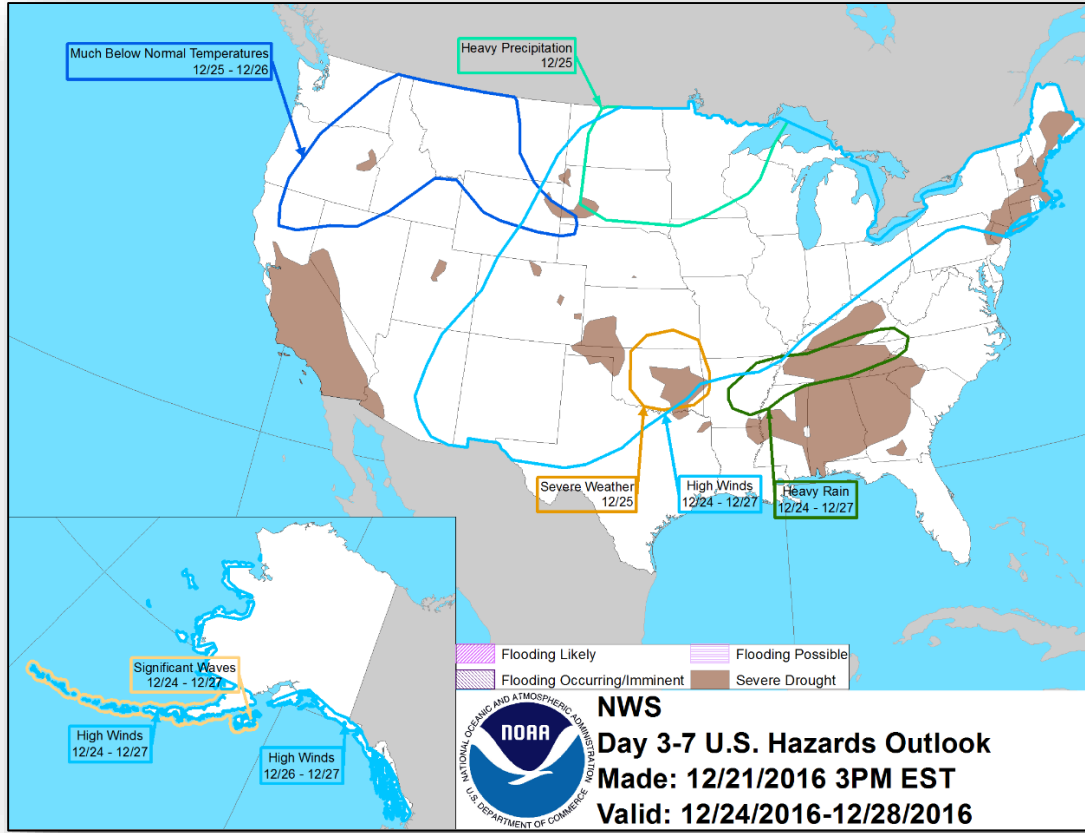 Much Below Normal Temperatures
12/25 - 12/26
Heavy Precipitation
12/25
Severe Weather
12/25
High Winds
12/24 - 12/27
Heavy Rain
12/24 - 12/27
Significant Waves
12/24 - 12/27
High Winds
12/24 - 12/27
High Winds
12/26 - 12/27
Flooding Likely
Flooding Possible
Flooding Occurring/Imminent
Severe Drought
NATIONAL OCEANIC AND ATMOSPHERIC ADMINISTRATION
NOAA
U.S. DEPARTMENT OF COMMERCE
NWS
Day 3-7 U.S. Hazards Outlook
Made: 12/21/2016 3PM EST
Valid: 12/24/2016-12/28/2016